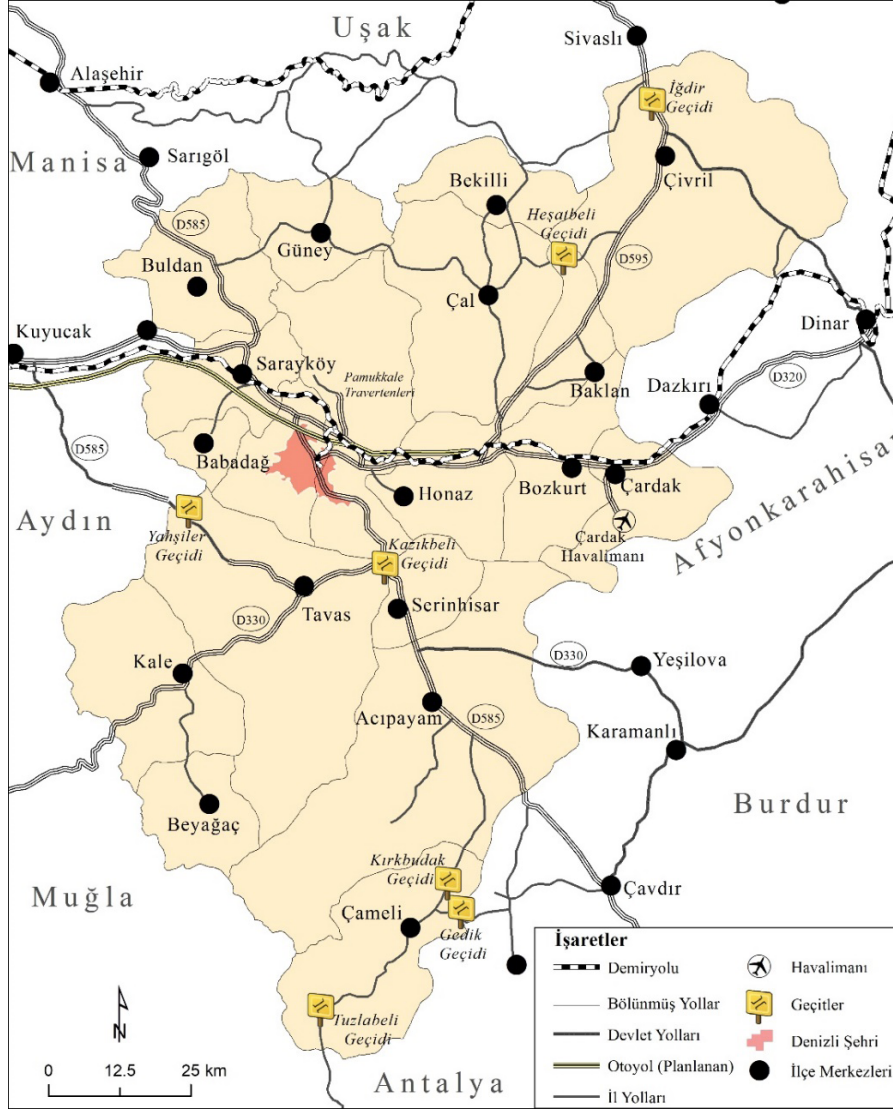 Uşak
Sivaslı
Alaşehir
İğdir
Geçidi
Manisa
Sarıgöl
Çivril
Bekilli
D585
Heşatbeli
Geçidi
Güney
D595
Buldan
Çal
Kuyucak
Dinar
Sarayköy
Pamukkale
Travertenleri
Baklan
Dazkırı
D320
D585
Babadağ
Honaz
Bozkurt
Çardak
Afyonkarahisar
Aydın
Yahşiler
Geçidi
Kazıkbeli
Geçidi
Çardak
Havalimanı
Tavas
Serinhisar
D330
D330
Kale
Yeşilova
Acıpayam
D585
Karamanlı
Beyağaç
Burdur
Kırkbudak
Geçidi
Muğla
Çavdır
Çameli
Gedik
Geçidi
Tuzlabeli
Geçidi
Antalya
N
0 12.5 25 km
İşaretler
Demiryolu
Havalimanı
Bölünmüş Yollar
Geçitler
Devlet Yolları
Denizli Şehri
Otoyol (Planlanan)
İlçe Merkezleri
İl Yolları